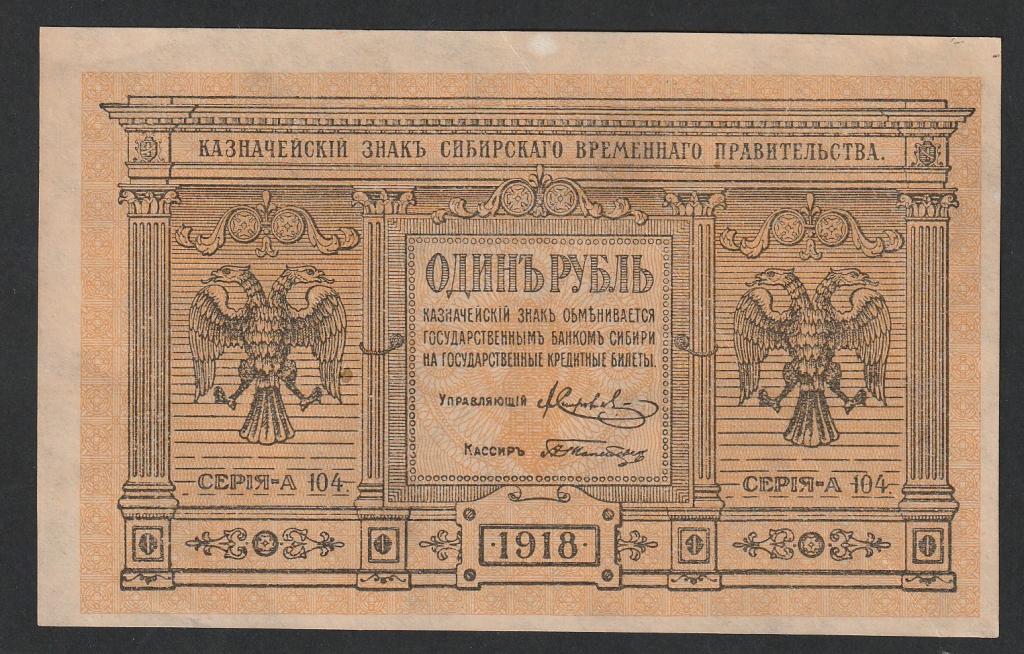 КАЗНАЧЕЙСКІЙ ЗНАКЪ СИБИРСКАГО ВРЕМЕННАГО ПРАВИТЕЛЬСТВА.
ОДИНЪ РУБЛЬ
КАЗНАЧЕЙСКІЙ ЗНАКЪ ОБМѢНИВАЕТСЯ
ГОСУДАРСТВЕННЫМЪ БАНКОМЪ СИБИРИ
НА ГОСУДАРСТВЕННЫЕ КРЕДИТНЫЕ БИЛЕТЫ.
УПРАВЛЯЮЩІЙ
КАССИРЪ
СЕРІЯ-А 104.
СЕРІЯ-А 104.
·1918·